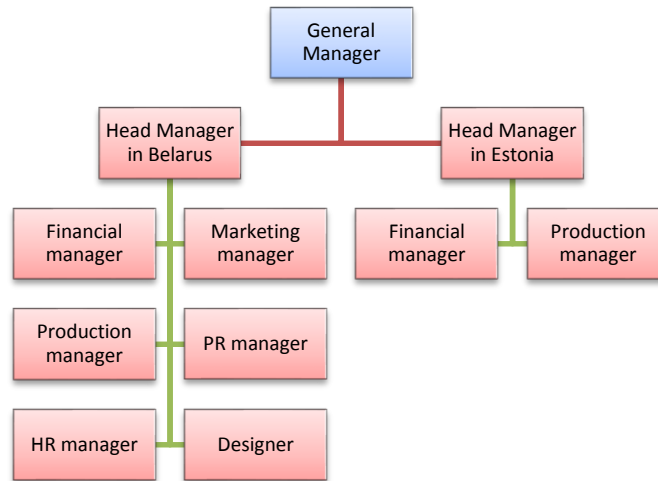 General
Manager
Head Manager
in Belarus
Head Manager
in Estonia
Financial
manager
Marketing
manager
Financial
manager
Production
manager
Production
manager
PR manager
HR manager
Designer